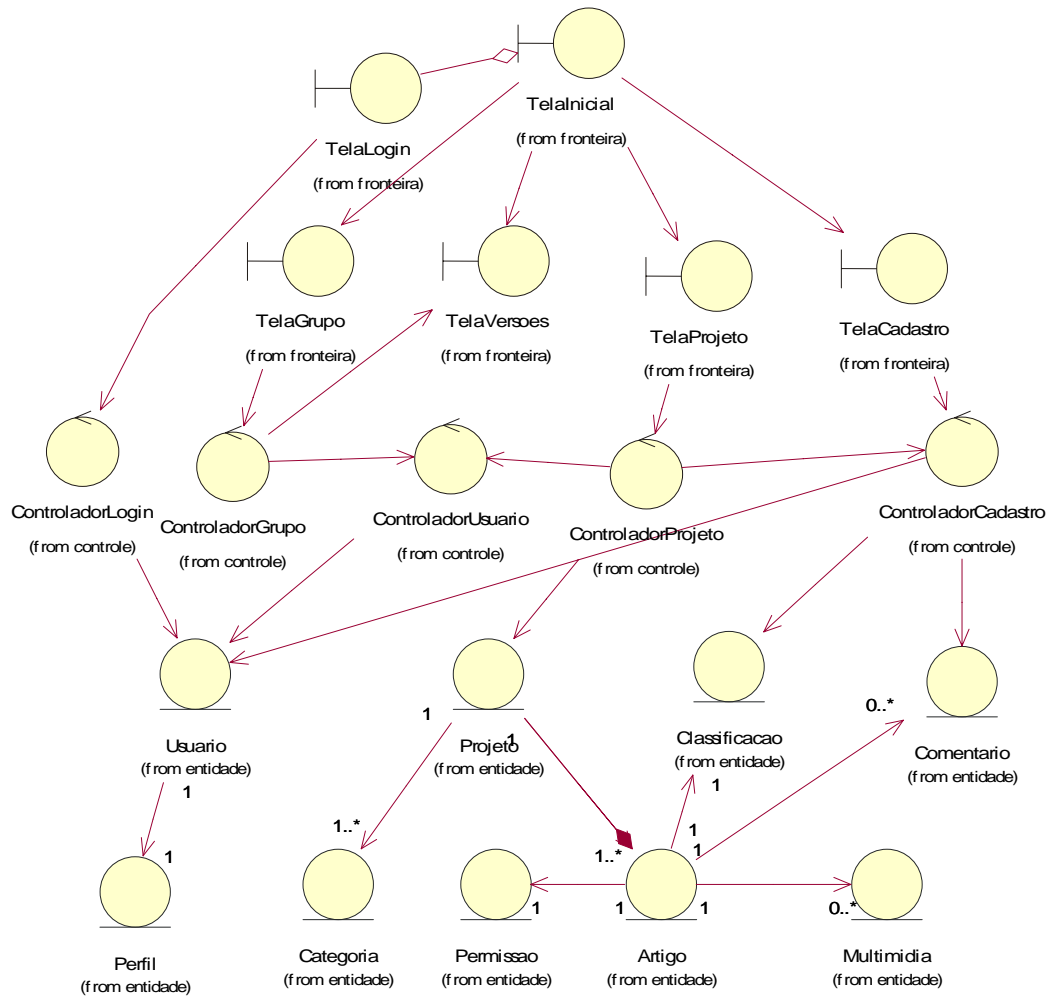 TelaInicial
(from fronteira)
TelaLogin
(from fronteira)
TelaGrupo
(from fronteira)
TelaVersoes
(from fronteira)
TelaProjeto
(from fronteira)
TelaCadastro
(from fronteira)
ControladorLogin
(from controle)
ControladorGrupo
(from controle)
ControladorUsuario
(from controle)
ControladorProjeto
(from controle)
ControladorCadastro
(from controle)
Usuario
(from entidade)
1
1
Projeto
1
(from entidade)
Classificacao
(from entidade)
1
0..*
Comentario
(from entidade)
1
1..*
1..*
1
1
1
1
1
0..*
Perfil
(from entidade)
Categoria
(from entidade)
Permissao
(from entidade)
Artigo
(from entidade)
Multimidia
(from entidade)